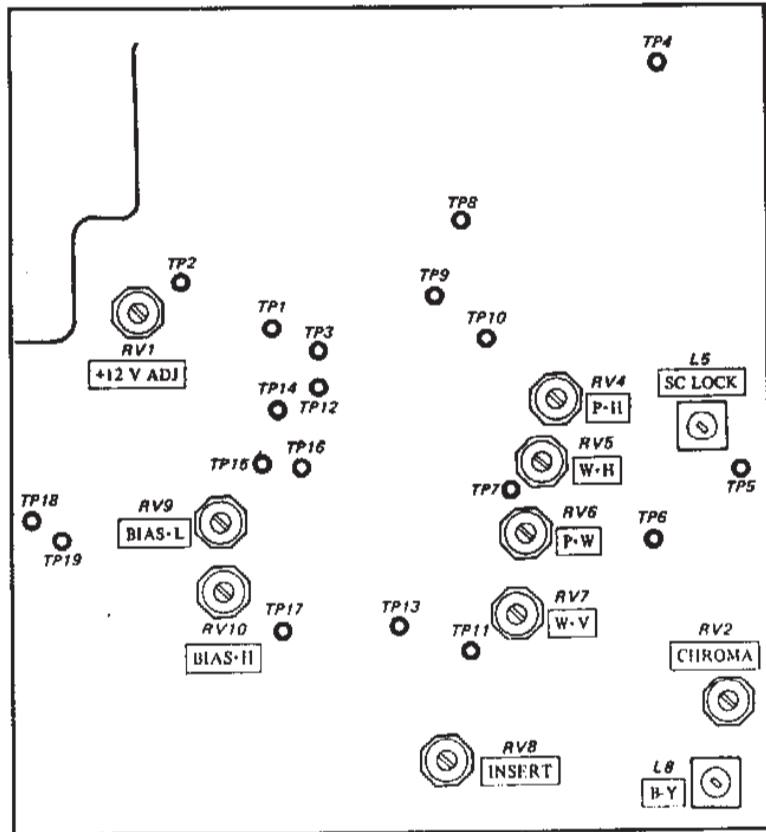 TP4
TP8
TP2
TP9
TP1
TP3
TP10
RV1
+12 V ADJ
L5
SC LOCK
RV4
P·H
TP14
TP12
RV5
W·H
TP15
TP16
TP7
TP5
TP18
RV9
BIAS·L
RV6
P·W
TP6
TP19
RV10
BIAS·H
TP17
TP13
TP11
RV7
W·V
RV2
CHROMA
RV8
INSERT
L8
B-Y